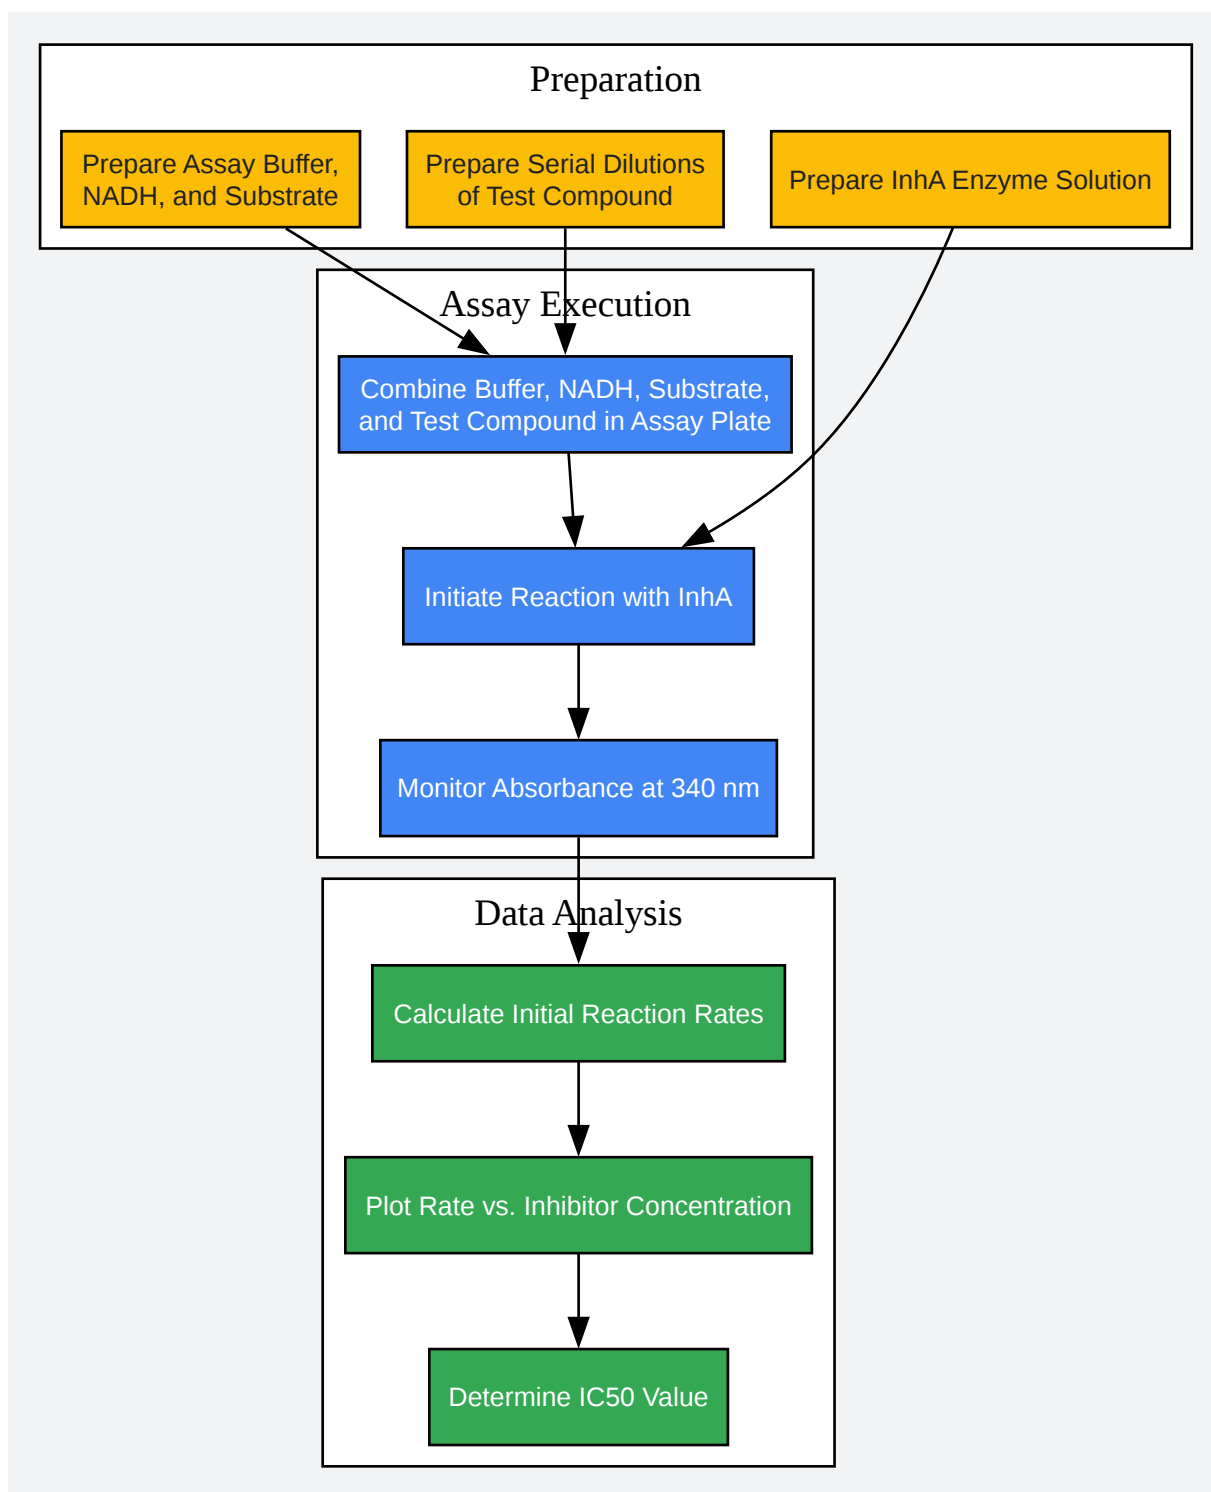 Preparation
Prepare Assay Buffer,
NADH, and Substrate
Prepare Serial Dilutions
of Test Compound
Prepare InhA Enzyme Solution
Assay Execution
Combine Buffer, NADH, Substrate,
and Test Compound in Assay Plate
Initiate Reaction with InhA
Monitor Absorbance at 340 nm
Data Analysis
Calculate Initial Reaction Rates
Plot Rate vs. Inhibitor Concentration
Determine IC50 Value